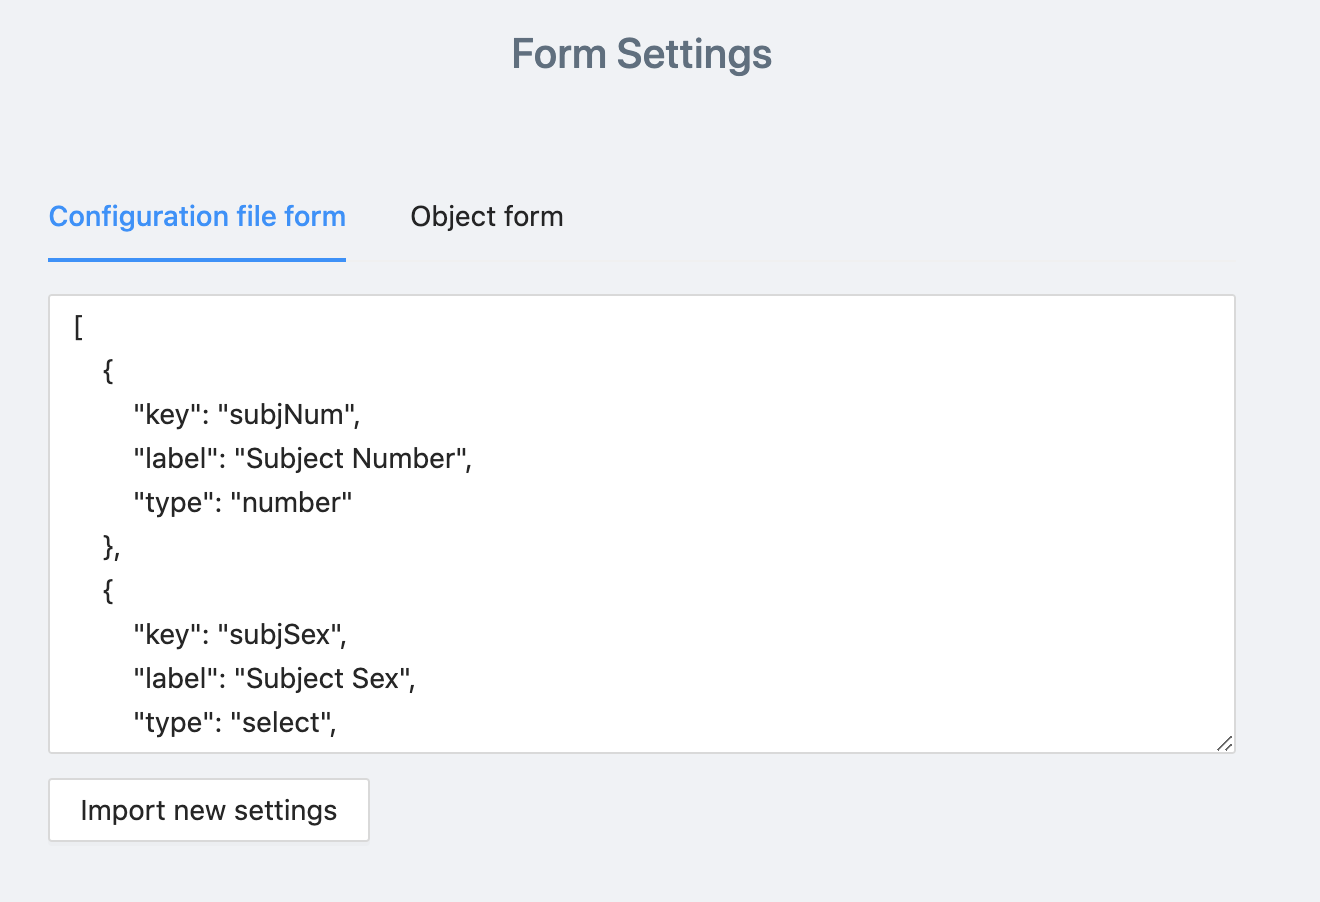 Form Settings
Configuration file form
Object form
[
{
"key": "subjNum",
"label": "Subject Number",
"type": "number"
},
{
"key": "subjSex",
"label": "Subject Sex",
"type": "select",
Import new settings